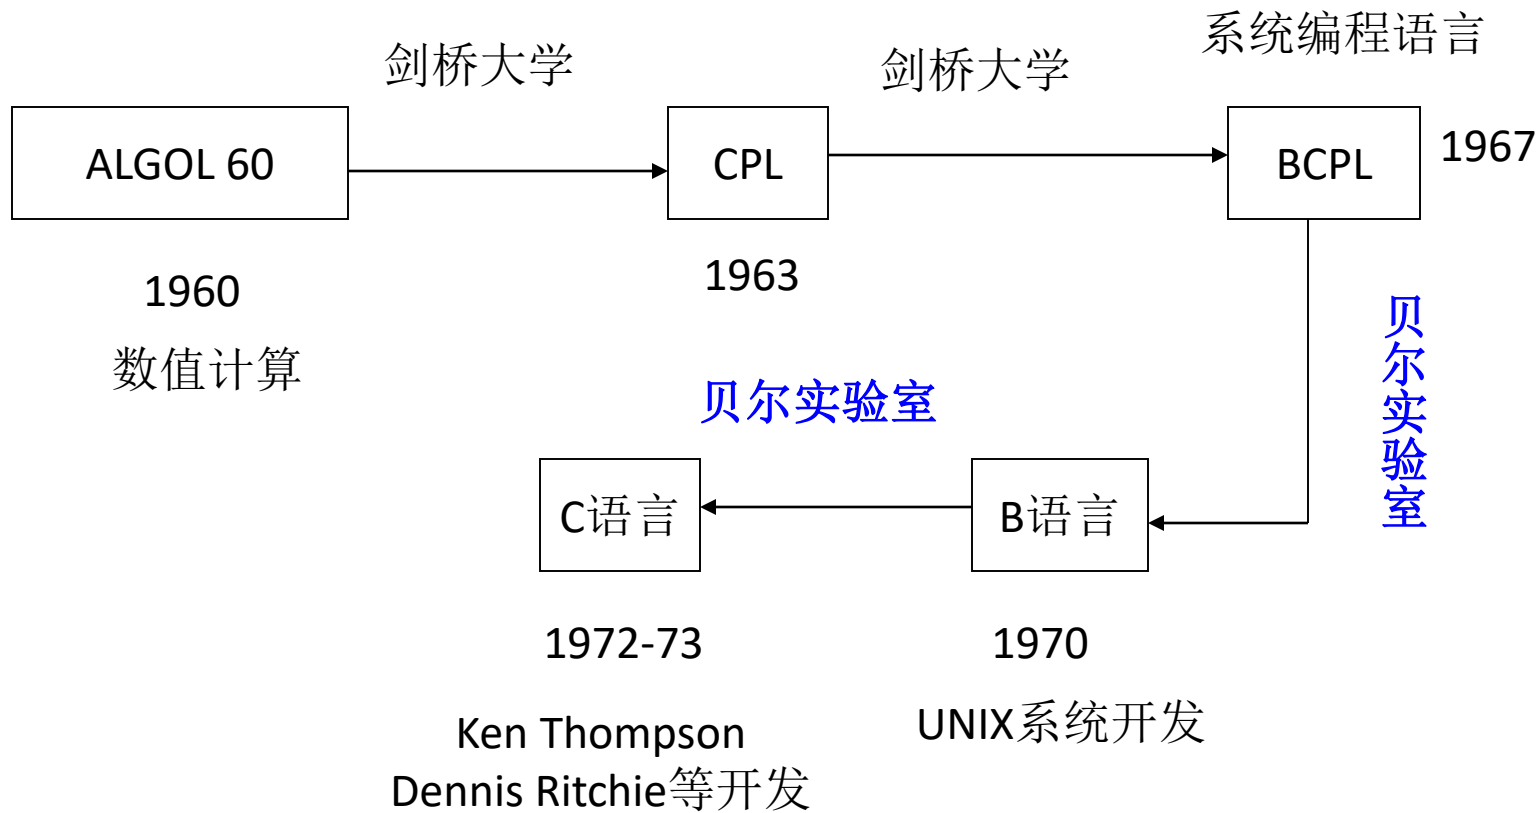 剑桥大学
剑桥大学
系统编程语言
ALGOL 60
CPL
BCPL
1967
1960
数值计算
1963
贝尔实验室
贝尔实验室
C语言
B语言
1972-73
Ken Thompson
Dennis Ritchie等开发
1970
UNIX系统开发